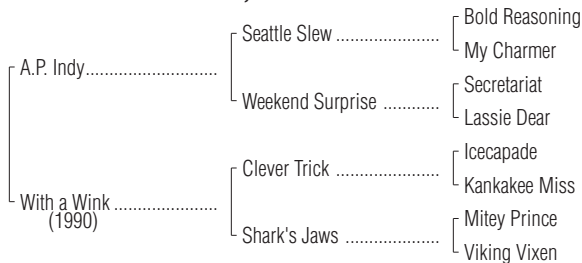 Bold Reasoning
Seattle Slew ....................
My Charmer
A.P. Indy.........................
Secretariat
Weekend Surprise ...........
Lassie Dear
Icecapade
Clever Trick ....................
Kankakee Miss
With a Wink ....................
(1990)
Mitey Prince
Shark's Jaws ..................
Viking Vixen